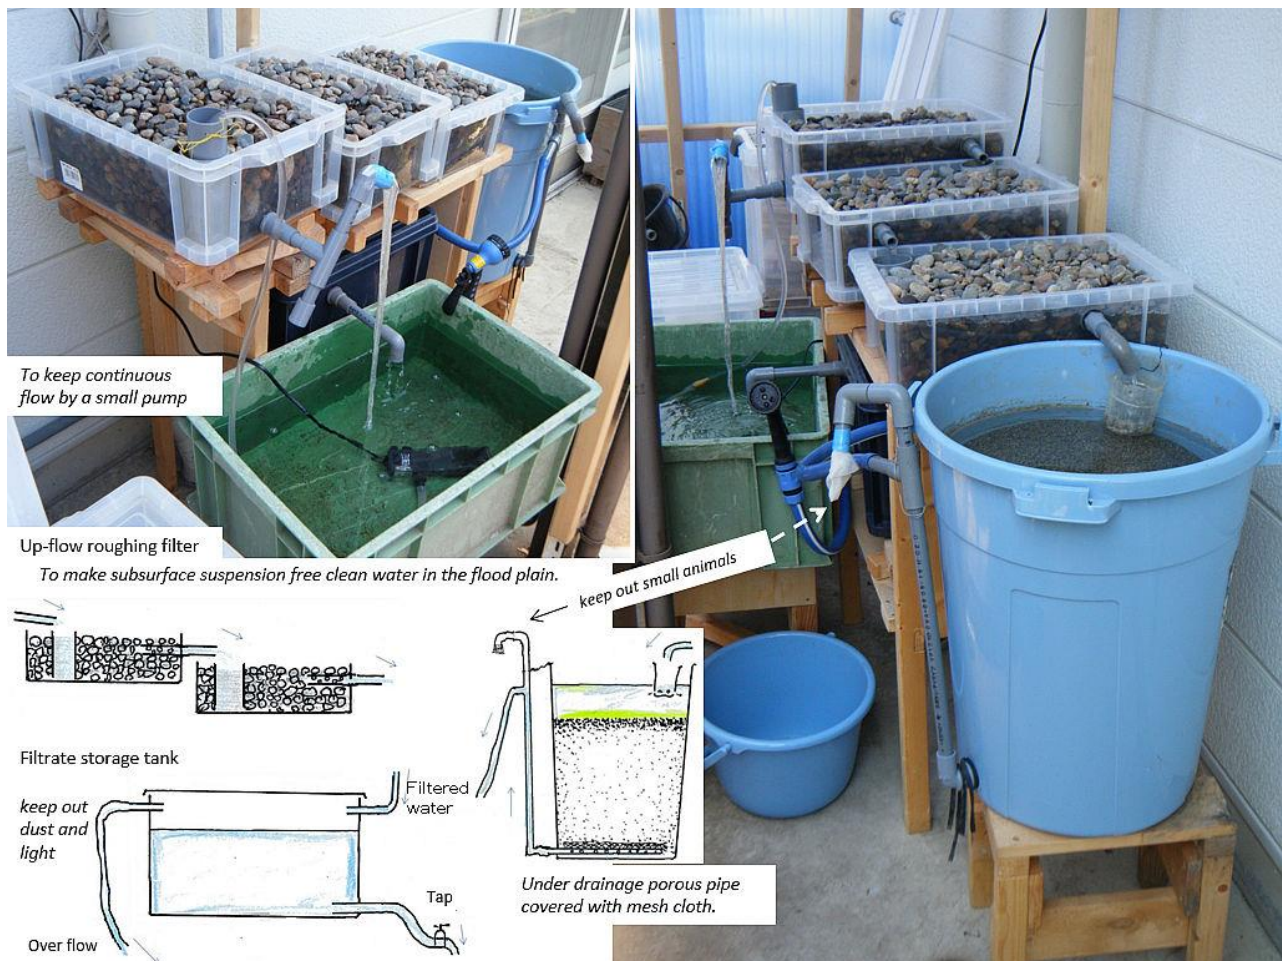 To keep continuous
flow by a small pump
Up-flow roughing filter
To make subsurface suspension free clean water in the flood plain.
keep out small animals
Filtrate storage tank
keep out
dust and
light
Filtered
water
Tap
Over flow
Under drainage porous pipe
covered with mesh cloth.